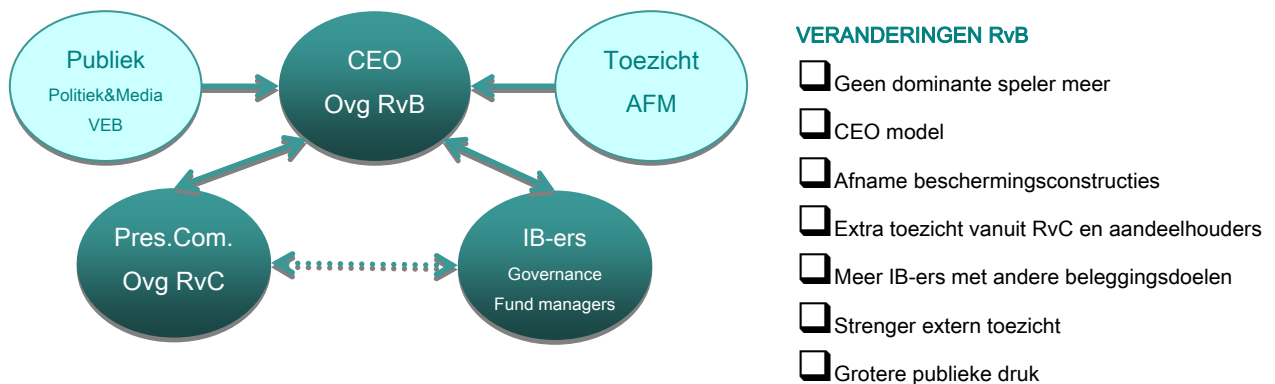 Publiek
Politiek&Media
VEB
CEO
Ovg RvB
Toezicht
AFM
Pres.Com.
Ovg RvC
IB-ers
Governance
Fund managers
VERANDERINGEN RvB
Geen dominante speler meer
CEO model
Afname beschermingsconstructies
Extra toezicht vanuit RvC en aandeelhouders
Meer IB-ers met andere beleggingsdoelen
Strenger extern toezicht
Grotere publieke druk